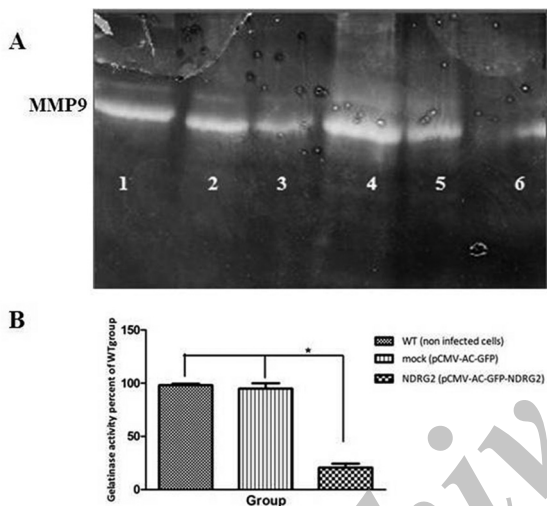 A
MMP9
1 2 3 4 5 6
B
Gelatinase activity percent of WTgroup
150
100
50
0
*
Group
WT (non infected cells)
mock (pCMV-AC-GFP)
NDRG2 (pCMV-AC-GFP-NDRG2)